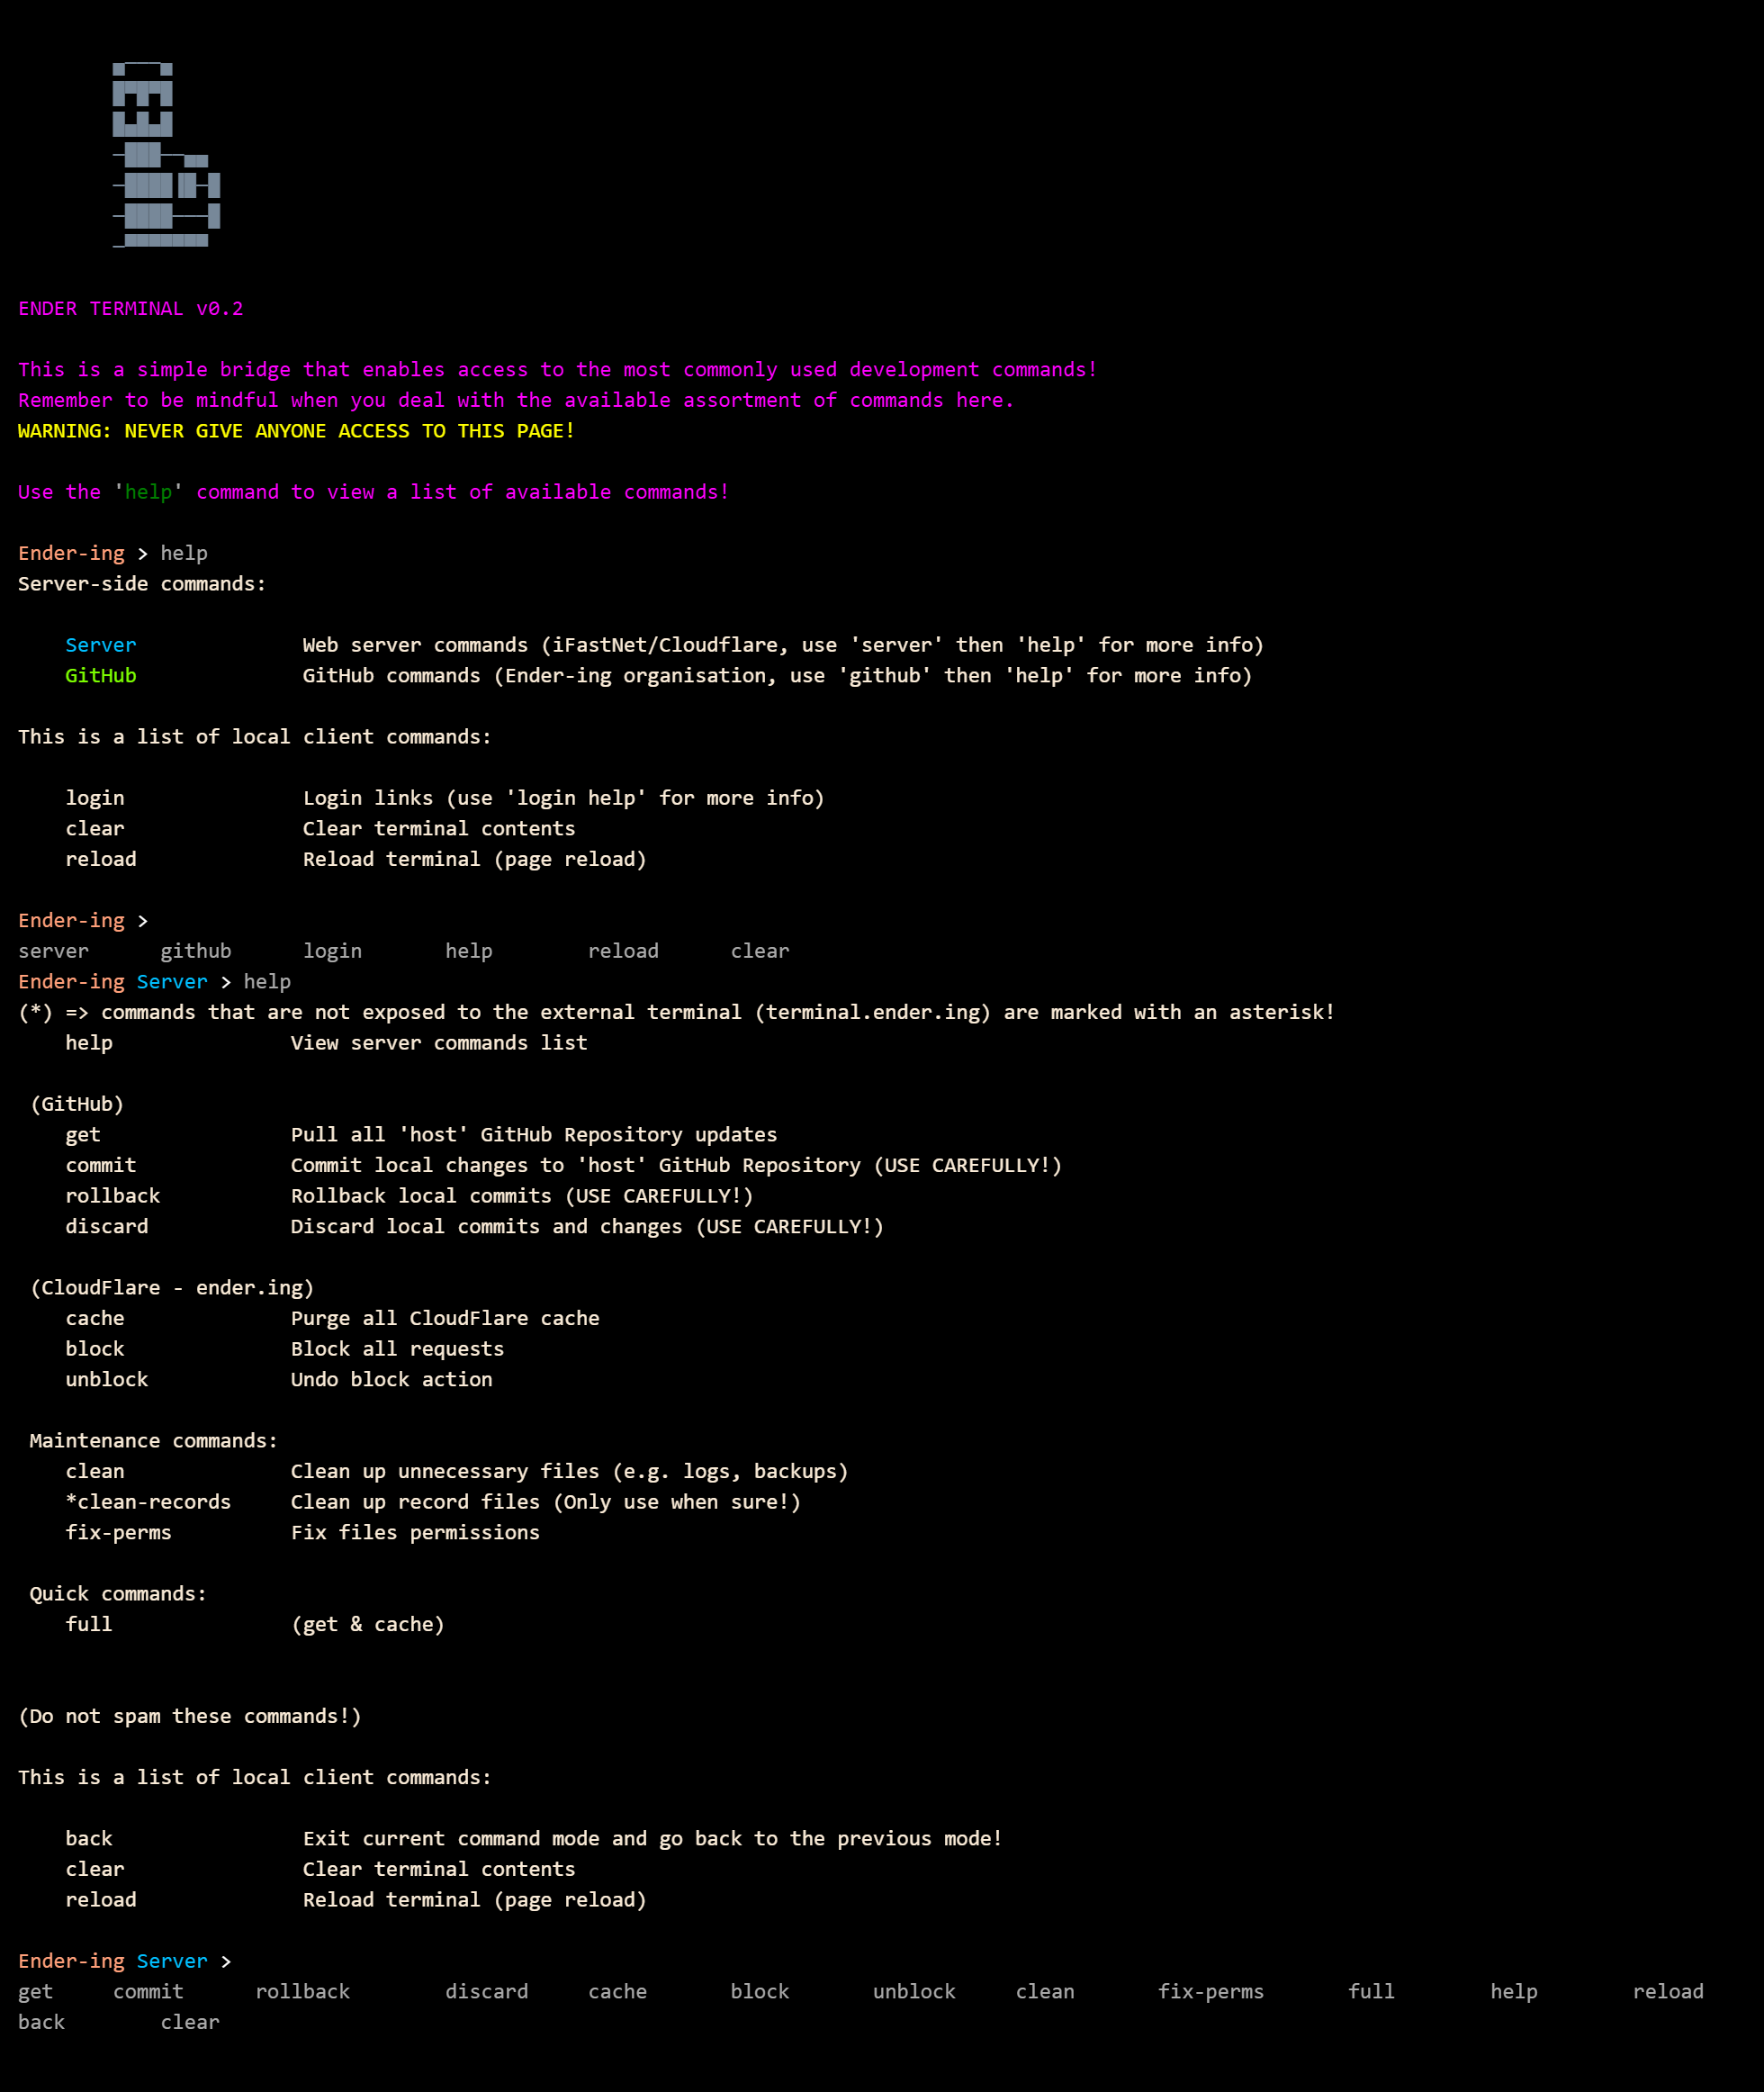 ENDER TERMINAL v0.2
This is a simple bridge that enables access to the most commonly used development commands!
Remember to be mindful when you deal with the available assortment of commands here.
WARNING: NEVER GIVE ANYONE ACCESS TO THIS PAGE!
Use the 'help' command to view a list of available commands!
Ender-ing > help
Server-side commands:
Server Web server commands (iFastNet/Cloudflare, use 'server' then 'help' for more info)
GitHub GitHub commands (Ender-ing organisation, use 'github' then 'help' for more info)
This is a list of local client commands:
login Login links (use 'login help' for more info)
clear Clear terminal contents
reload Reload terminal (page reload)
Ender-ing >
server github login help reload clear
Ender-ing Server > help
(*) => commands that are not exposed to the external terminal (terminal.ender.ing) are marked with an asterisk!
help View server commands list
(GitHub)
get Pull all 'host' GitHub Repository updates
commit Commit local changes to 'host' GitHub Repository (USE CAREFULLY!)
rollback Rollback local commits (USE CAREFULLY!)
discard Discard local commits and changes (USE CAREFULLY!)
(CloudFlare - ender.ing)
cache Purge all CloudFlare cache
block Block all requests
unblock Undo block action
Maintenance commands:
clean Clean up unnecessary files (e.g. logs, backups)
*clean-records Clean up record files (Only use when sure!)
fix-perms Fix files permissions
Quick commands:
full (get & cache)
(Do not spam these commands!)
This is a list of local client commands:
back Exit current command mode and go back to the previous mode!
clear Clear terminal contents
reload Reload terminal (page reload)
Ender-ing Server >
get commit rollback discard cache block unblock clean fix-perms full help reload
back clear